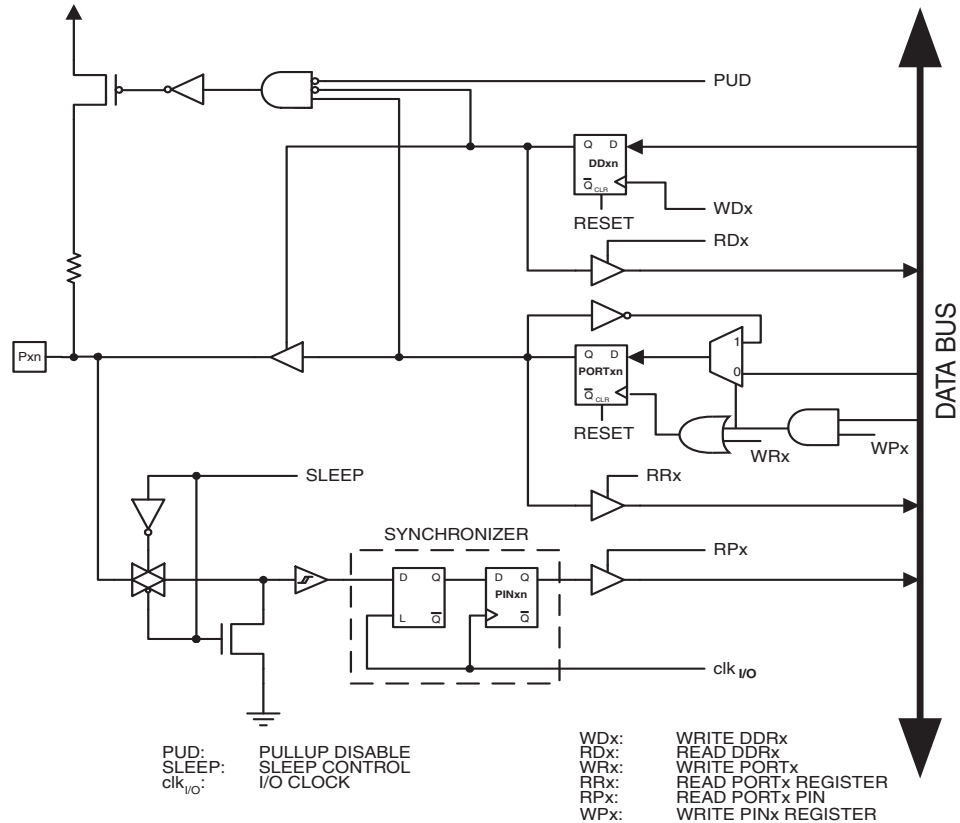 PUD
Q D
DDxn
Q CLR
WDx
RESET
RDx
Pxn
1
Q D
PORTxn
0
Q CLR
RESET
WRx
WPx
DATA BUS
SLEEP
RRx
SYNCHRONIZER
RPx
D Q
D Q
PINxn
L Q
Q
clk I/O
PUD: PULLUP DISABLE
SLEEP: SLEEP CONTROL
clkI/O: I/O CLOCK
WDx: WRITE DDRx
RDx: READ DDRx
WRx: WRITE PORTx
RRx: READ PORTx REGISTER
RPx: READ PORTx PIN
WPx: WRITE PINx REGISTER